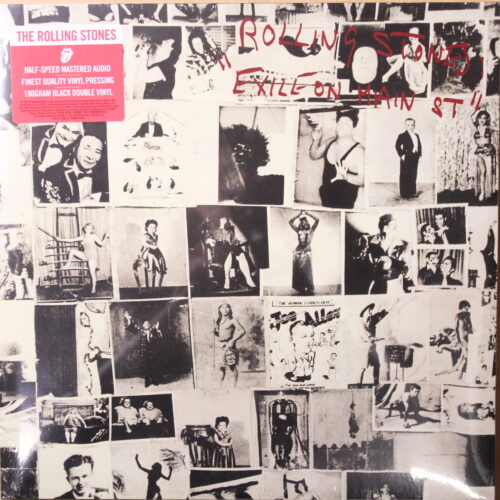 THE ROLLING STONES
HALF-SPEED MASTERED AUDIO
FINEST QUALITY VINYL PRESSING
180GRAM BLACK DOUBLE VINYL
"ROLLING STONES
EXILE ON MAIN ST"
Joe Allen